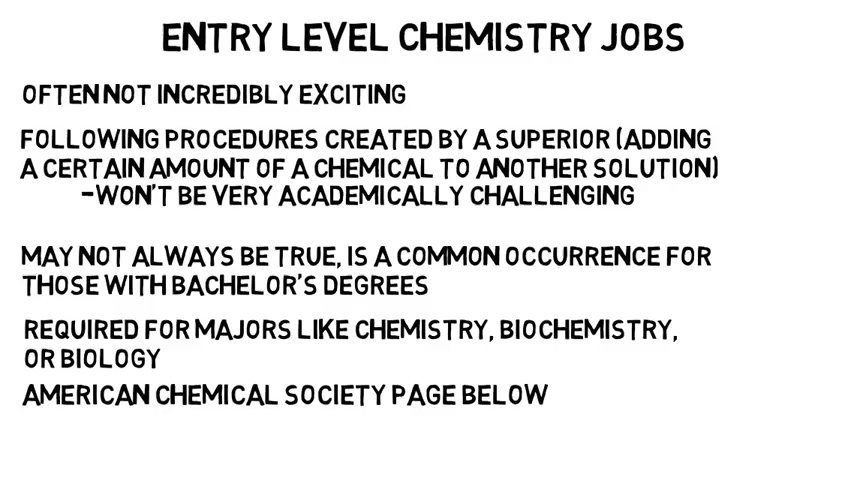 ENTRY LEVEL CHEMISTRY JOBS
OFTEN NOT INCREDIBLY EXCITING
FOLLOWING PROCEDURES CREATED BY A SUPERIOR (ADDING
A CERTAIN AMOUNT OF A CHEMICAL TO ANOTHER SOLUTION)
-WON'T BE VERY ACADEMICALLY CHALLENGING
MAY NOT ALWAYS BE TRUE, IS A COMMON OCCURRENCE FOR
THOSE WITH BACHELOR'S DEGREES
REQUIRED FOR MAJORS LIKE CHEMISTRY, BIOCHEMISTRY,
OR BIOLOGY
AMERICAN CHEMICAL SOCIETY PAGE BELOW